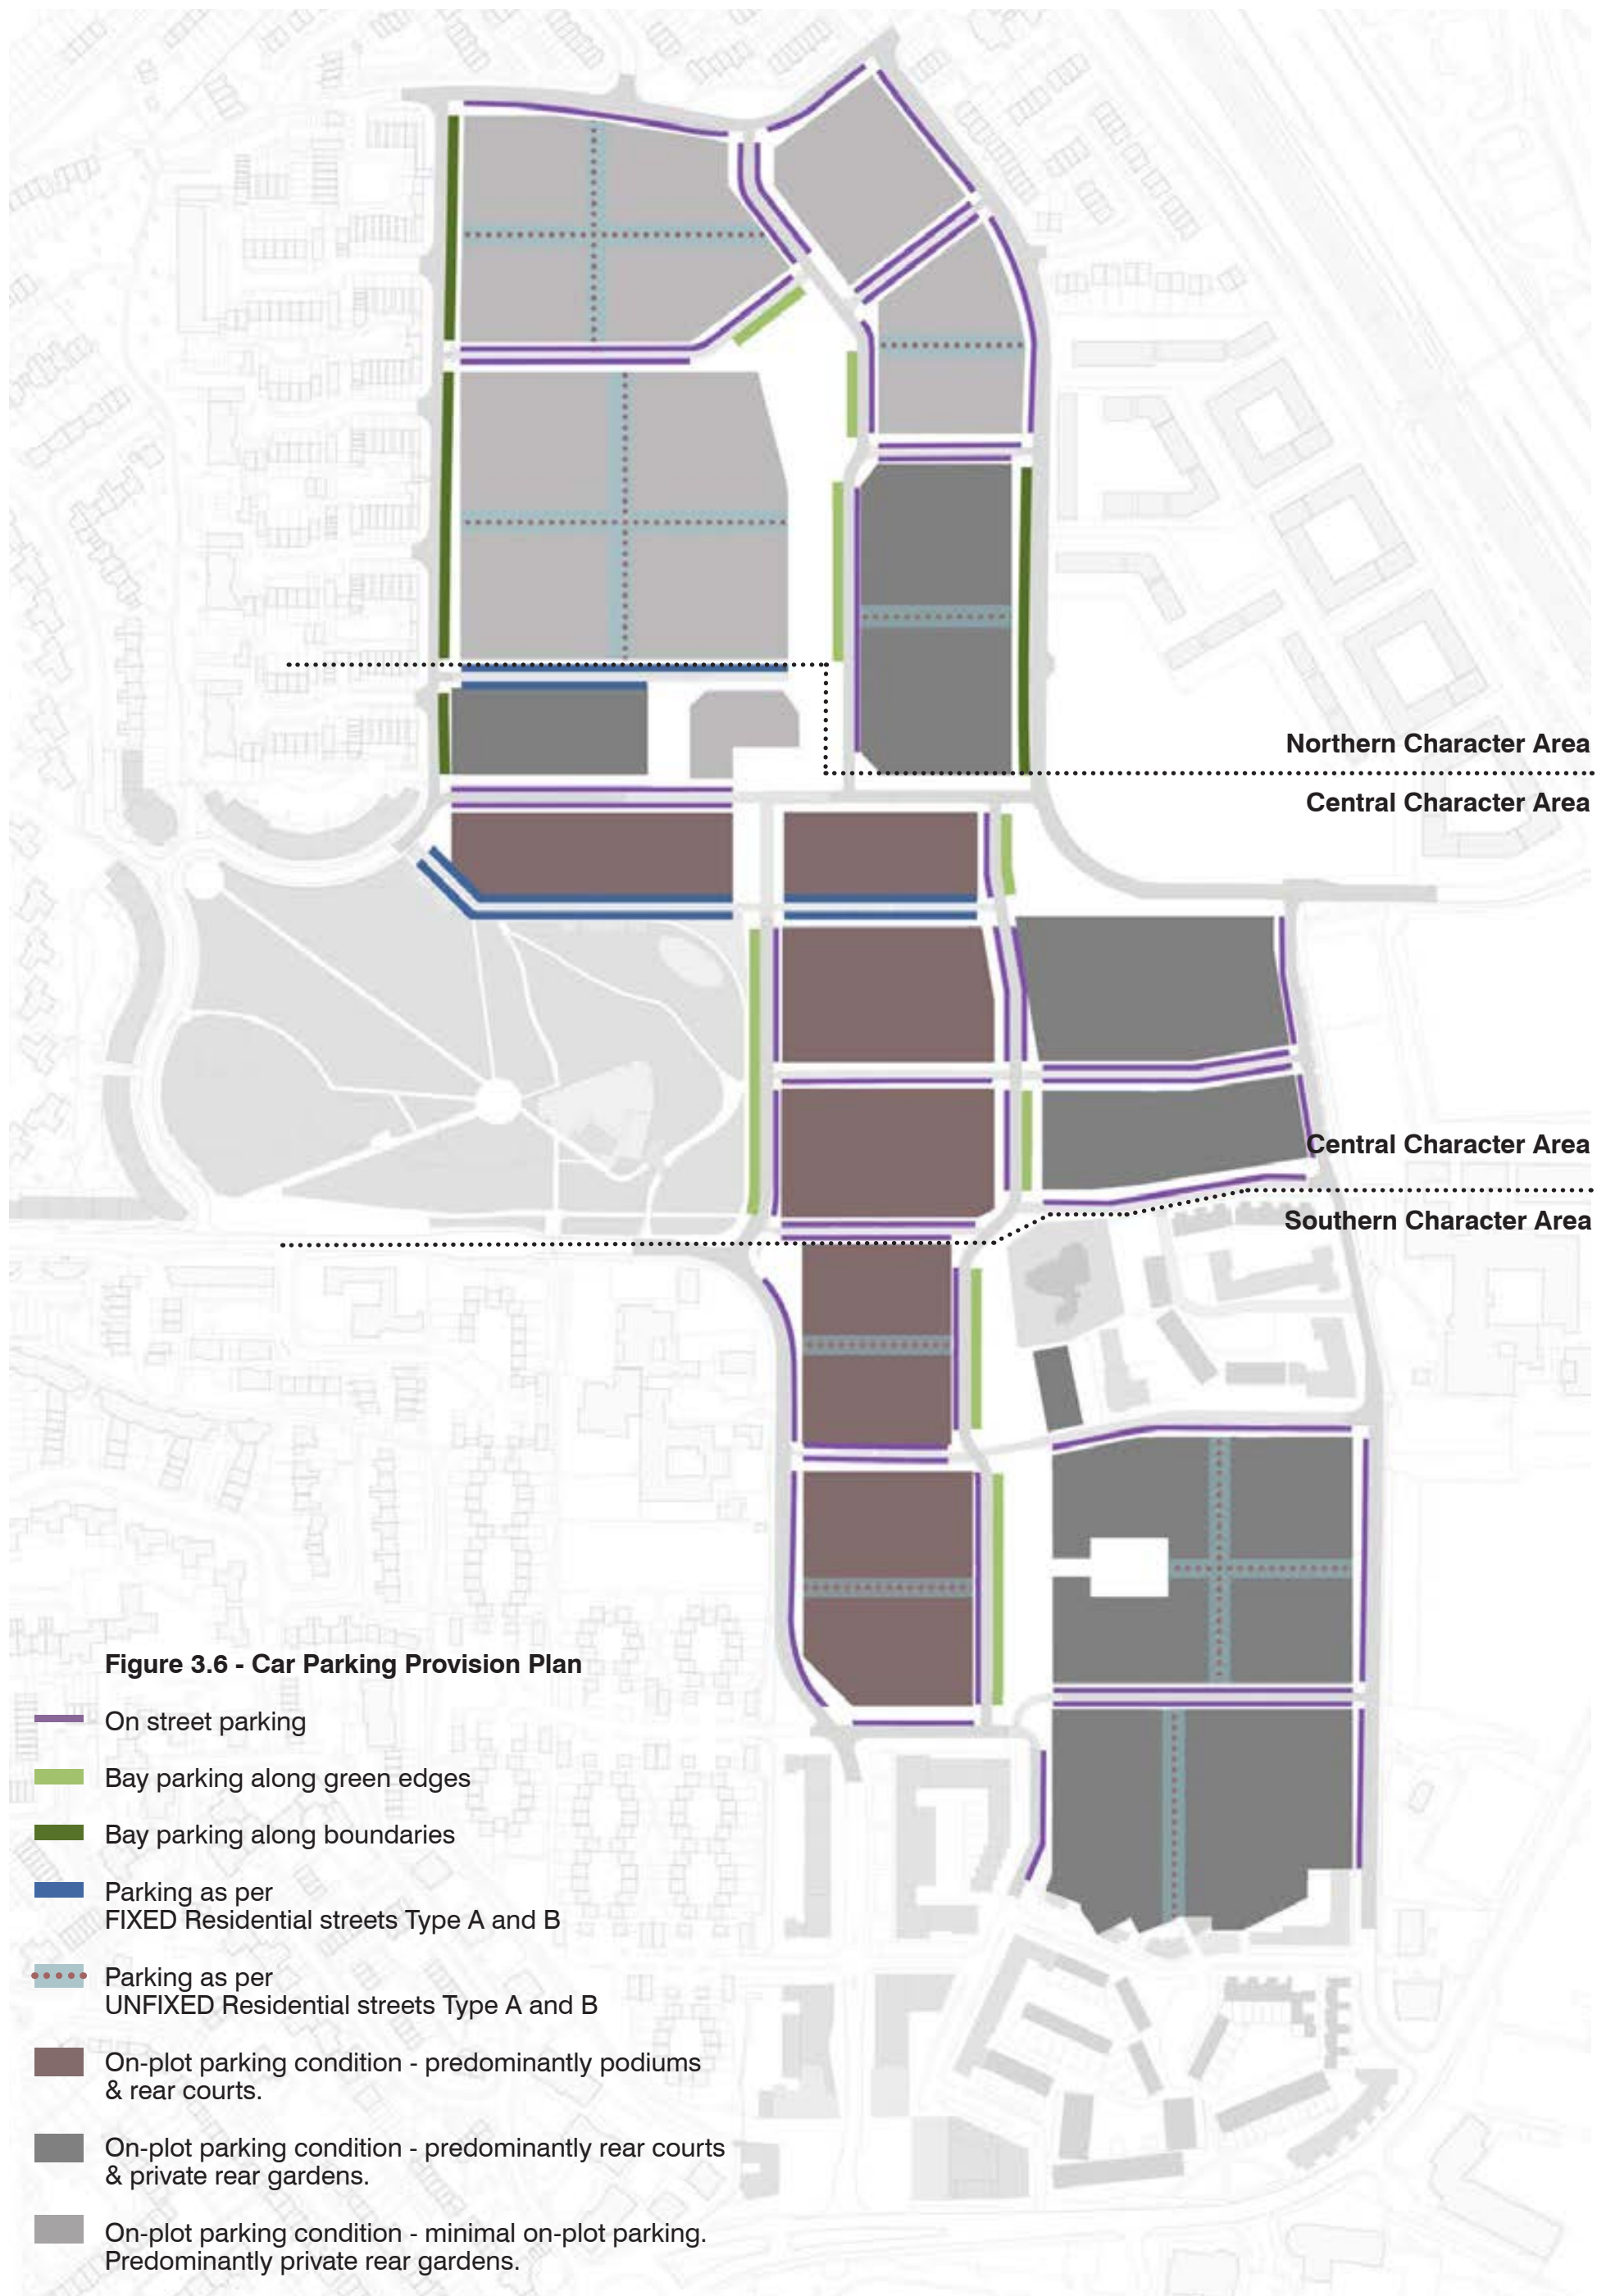 Northern Character Area
Central Character Area
Central Character Area
Southern Character Area
Figure 3.6 - Car Parking Provision Plan
On street parking
Bay parking along green edges
Bay parking along boundaries
Parking as per
FIXED Residential streets Type A and B
Parking as per
UNFIXED Residential streets Type A and B
On-plot parking condition - predominantly podiums
& rear courts.
On-plot parking condition - predominantly rear courts
& private rear gardens.
On-plot parking condition - minimal on-plot parking.
Predominantly private rear gardens.